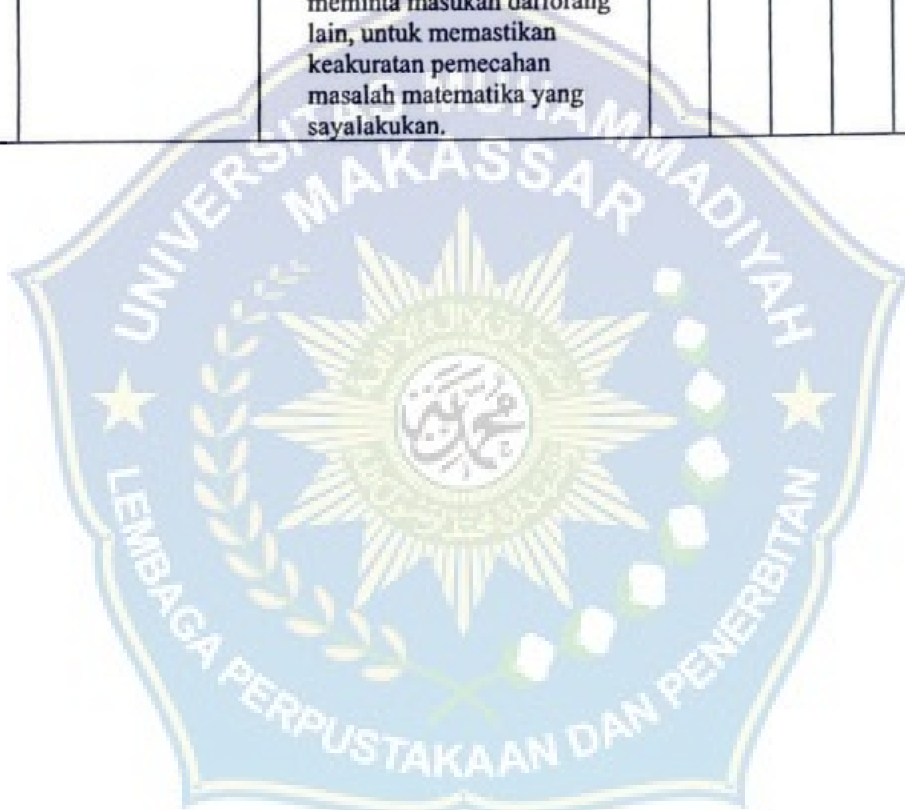 meminta masukan dariorang
lain, untuk memastikan
keakuratan pemecahan
masalah matematika yang
sayalakukan.
UNIVERSITAS MUHAMMADIYAH
MAKASSAR
محمد
LEMBAGA PERPUSTAKAAN DAN PENERBITAN